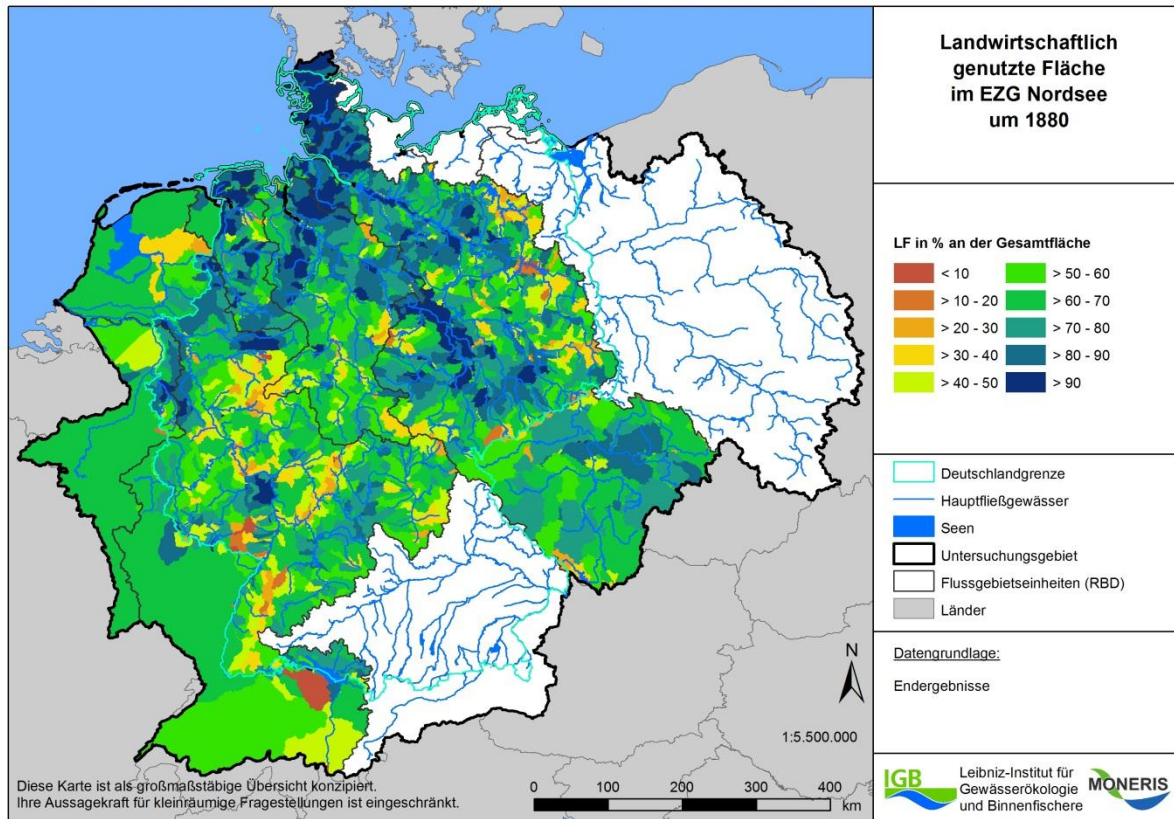 Landwirtschaftlich
genutzte Fläche
im EZG Nordsee
um 1880
LF in % an der Gesamtfläche
< 10
> 10 - 20
> 20 - 30
> 30 - 40
> 40 - 50
> 50 - 60
> 60 - 70
> 70 - 80
> 80 - 90
> 90
Deutschlandgrenze
Hauptfließgewässer
Seen
Untersuchungsgebiet
Flussgebietseinheiten (RBD)
Länder
N
1:5.500.000
Datengrundlage:
Endergebnisse
Diese Karte ist als großmaßstäbige Übersicht konzipiert.
Ihre Aussagekraft für kleinräumige Fragestellungen ist eingeschränkt.
0 100 200 300 400
km
IGB
Leibniz-Institut für
Gewässerökologie
und Binnenfischere
MONERIS